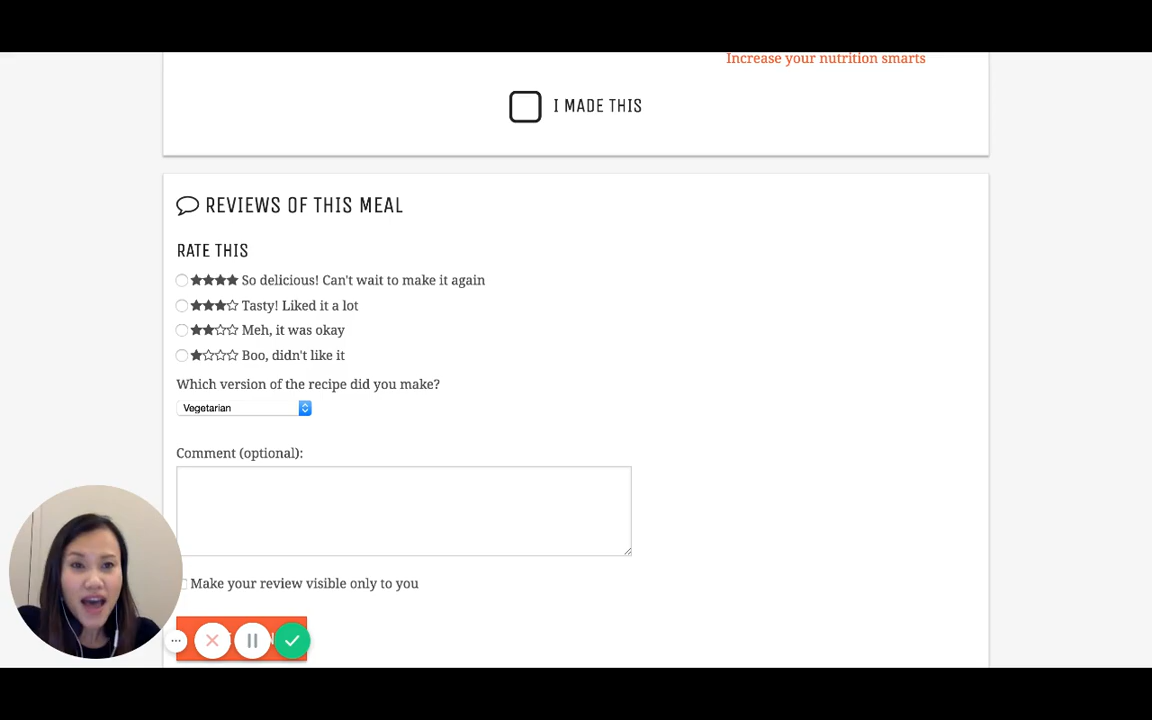 Increase your nutrition smarts
I MADE THIS
REVIEWS OF THIS MEAL
RATE THIS
So delicious! Can't wait to make it again
Tasty! Liked it a lot
Meh, it was okay
Boo, didn't like it
Which version of the recipe did you make?
Vegetarian
Comment (optional):
Make your review visible only to you